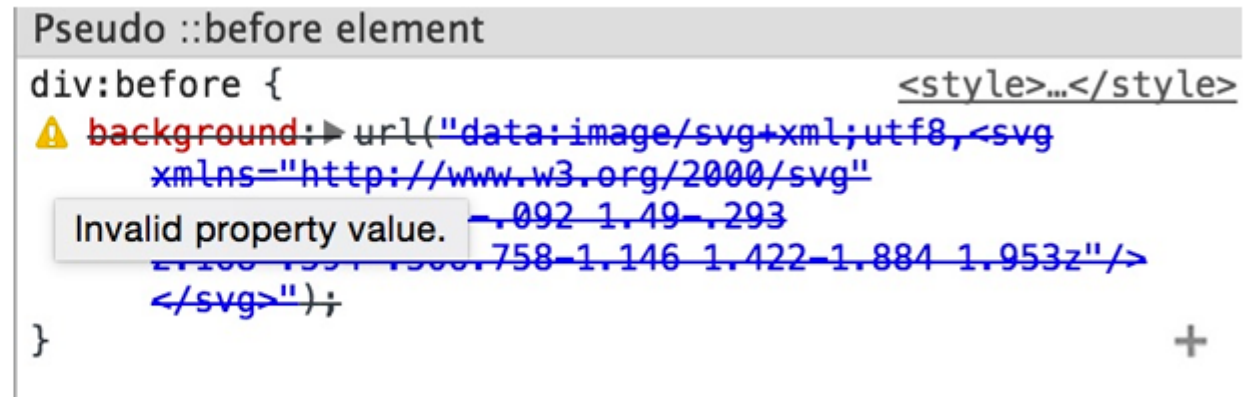 Pseudo ::before element
div:before {
<style>…</style>
background: url("data:image/svg+xml;utf8,<svg
xmlns="http://www.w3.org/2000/svg"
Invalid property value.
-.092 1.49-.293
.758-1.146 1.422-1.884 1.953z"/>
</svg>");
}
+